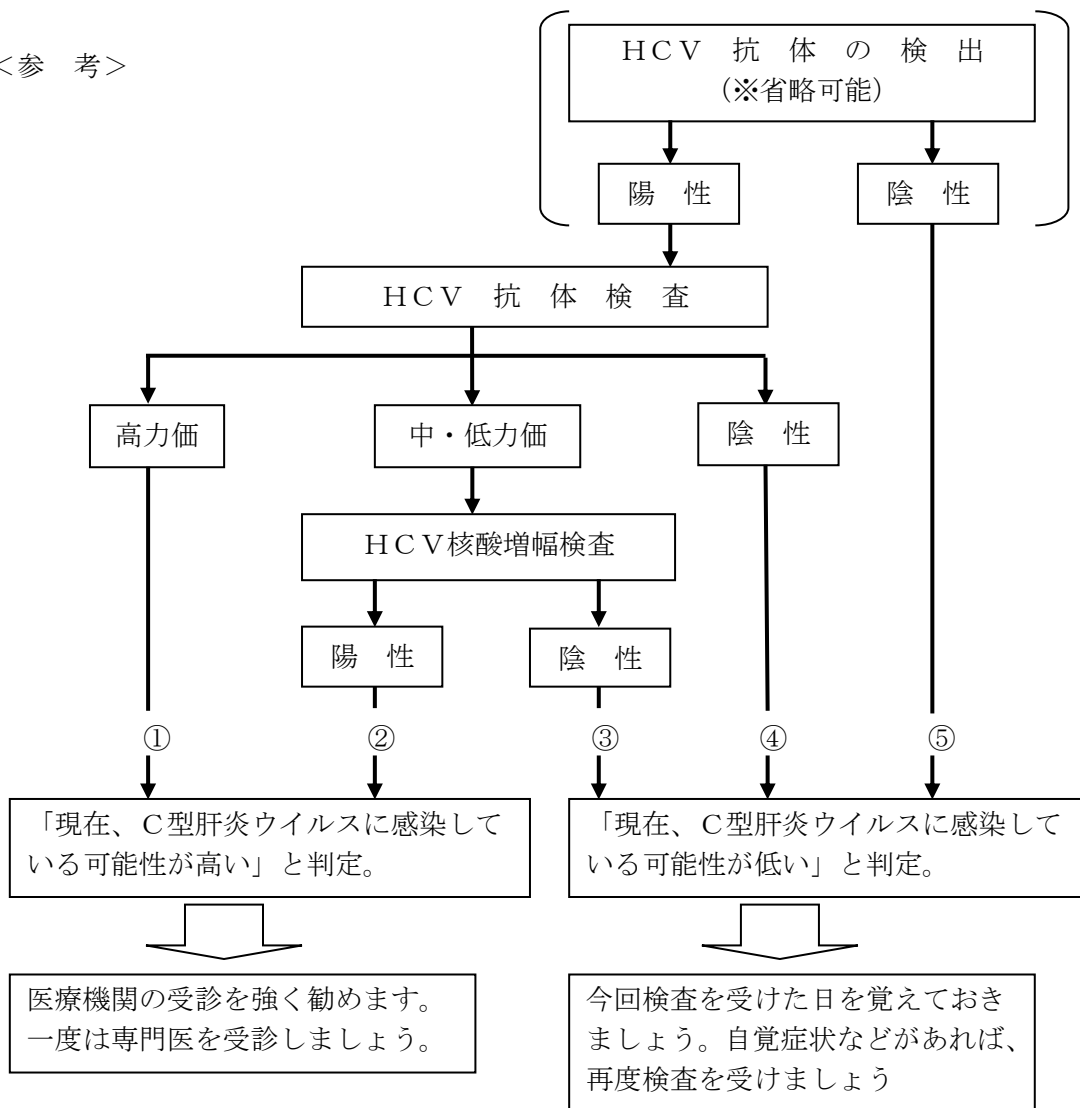 <参 考>
HCV 抗 体 の 検 出
(※省略可能)
陽 性
陰 性
HCV 抗 体 検 査
高力価
中・低力価
陰 性
HCV核酸増幅検査
陽 性
陰 性
①
②
③
④
⑤
「現在、C型肝炎ウイルスに感染して
いる可能性が高い」と判定。
「現在、C型肝炎ウイルスに感染して
いる可能性が低い」と判定。
医療機関の受診を強く勧めます。
一度は専門医を受診しましょう。
今回検査を受けた日を覚えておき
ましょう。自覚症状などがあれば、
再度検査を受けましょう